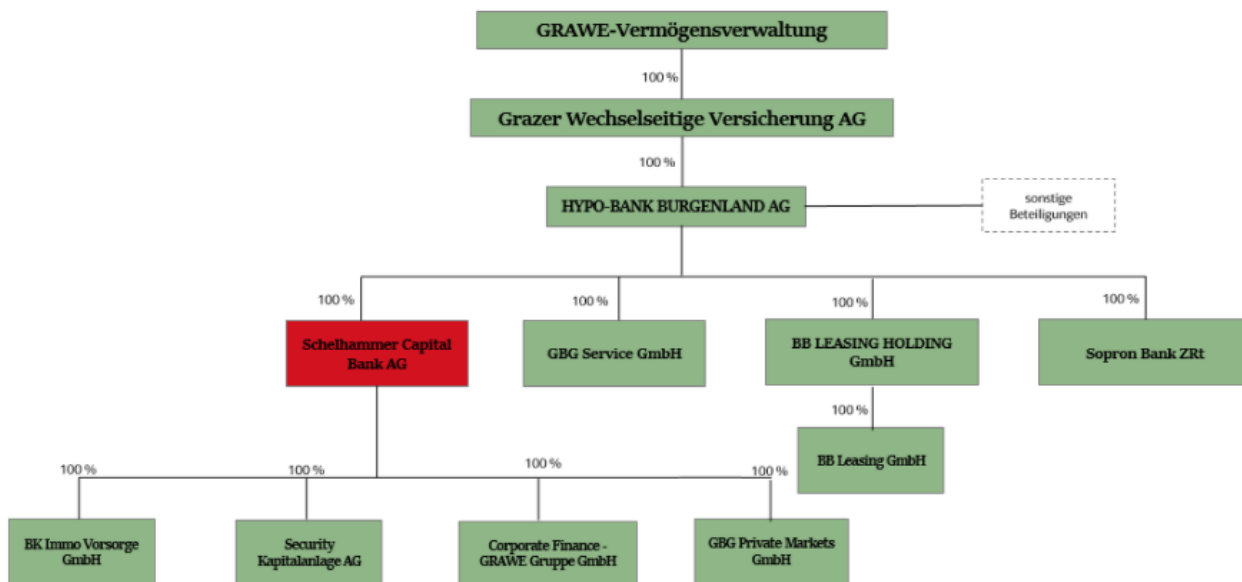 GRAWE-Vermögensverwaltung
100 %
Grazer Wechselseitige Versicherung AG
100 %
HYPO-BANK BURGENLAND AG
sonstige
Beteiligungen
100 %
100 %
100 %
100 %
Schelhammer Capital
Bank AG
GBG Service GmbH
BB LEASING HOLDING
GmbH
Sopron Bank ZRt
100 %
BB Leasing GmbH
100 %
100 %
100 %
100 %
BK Immo Vorsorge
GmbH
Security
Kapitalanlage AG
Corporate Finance -
GRAWE Gruppe GmbH
GBG Private Markets
GmbH